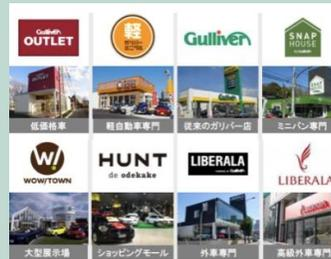 Gulliver
OUTLET
軽
Gulliver
SNAP
HOUSE
低価格車
軽自動車専門
従来のガリバー店
ミニバン専門
W!
WOW!TOWN
HUNT
de odekake
LIBERALA
LIBERALA
大型展示場
ショッピングモール
外車専門
高級外車専門